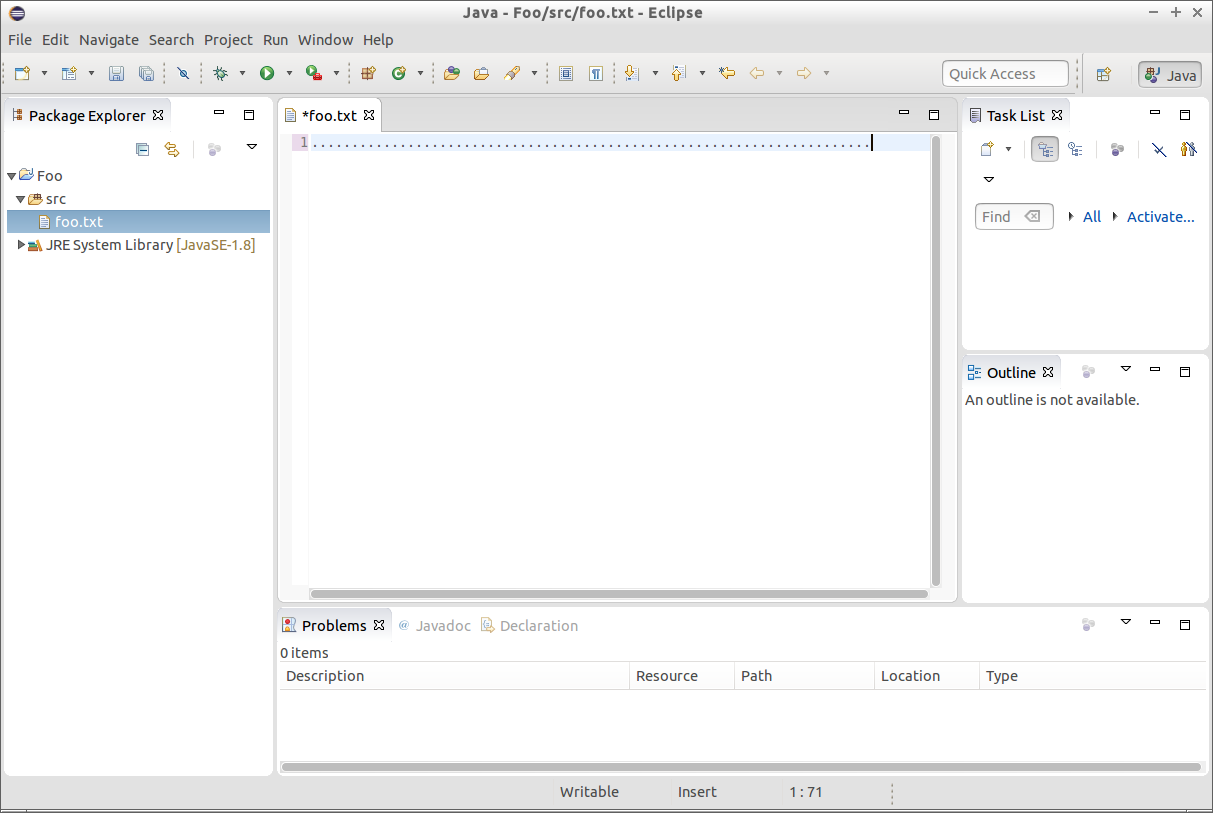 Java - Foo/src/foo.txt - Eclipse
File Edit Navigate Search Project Run Window Help
Quick Access
Java
Package Explorer
Foo
src
foo.txt
JRE System Library [JavaSE-1.8]
*foo.txt
1 ......................................................................
Task List
Find All Activate...
Outline
An outline is not available.
Problems @ Javadoc Declaration
0 items
Description Resource Path Location Type
Writable Insert 1 : 71